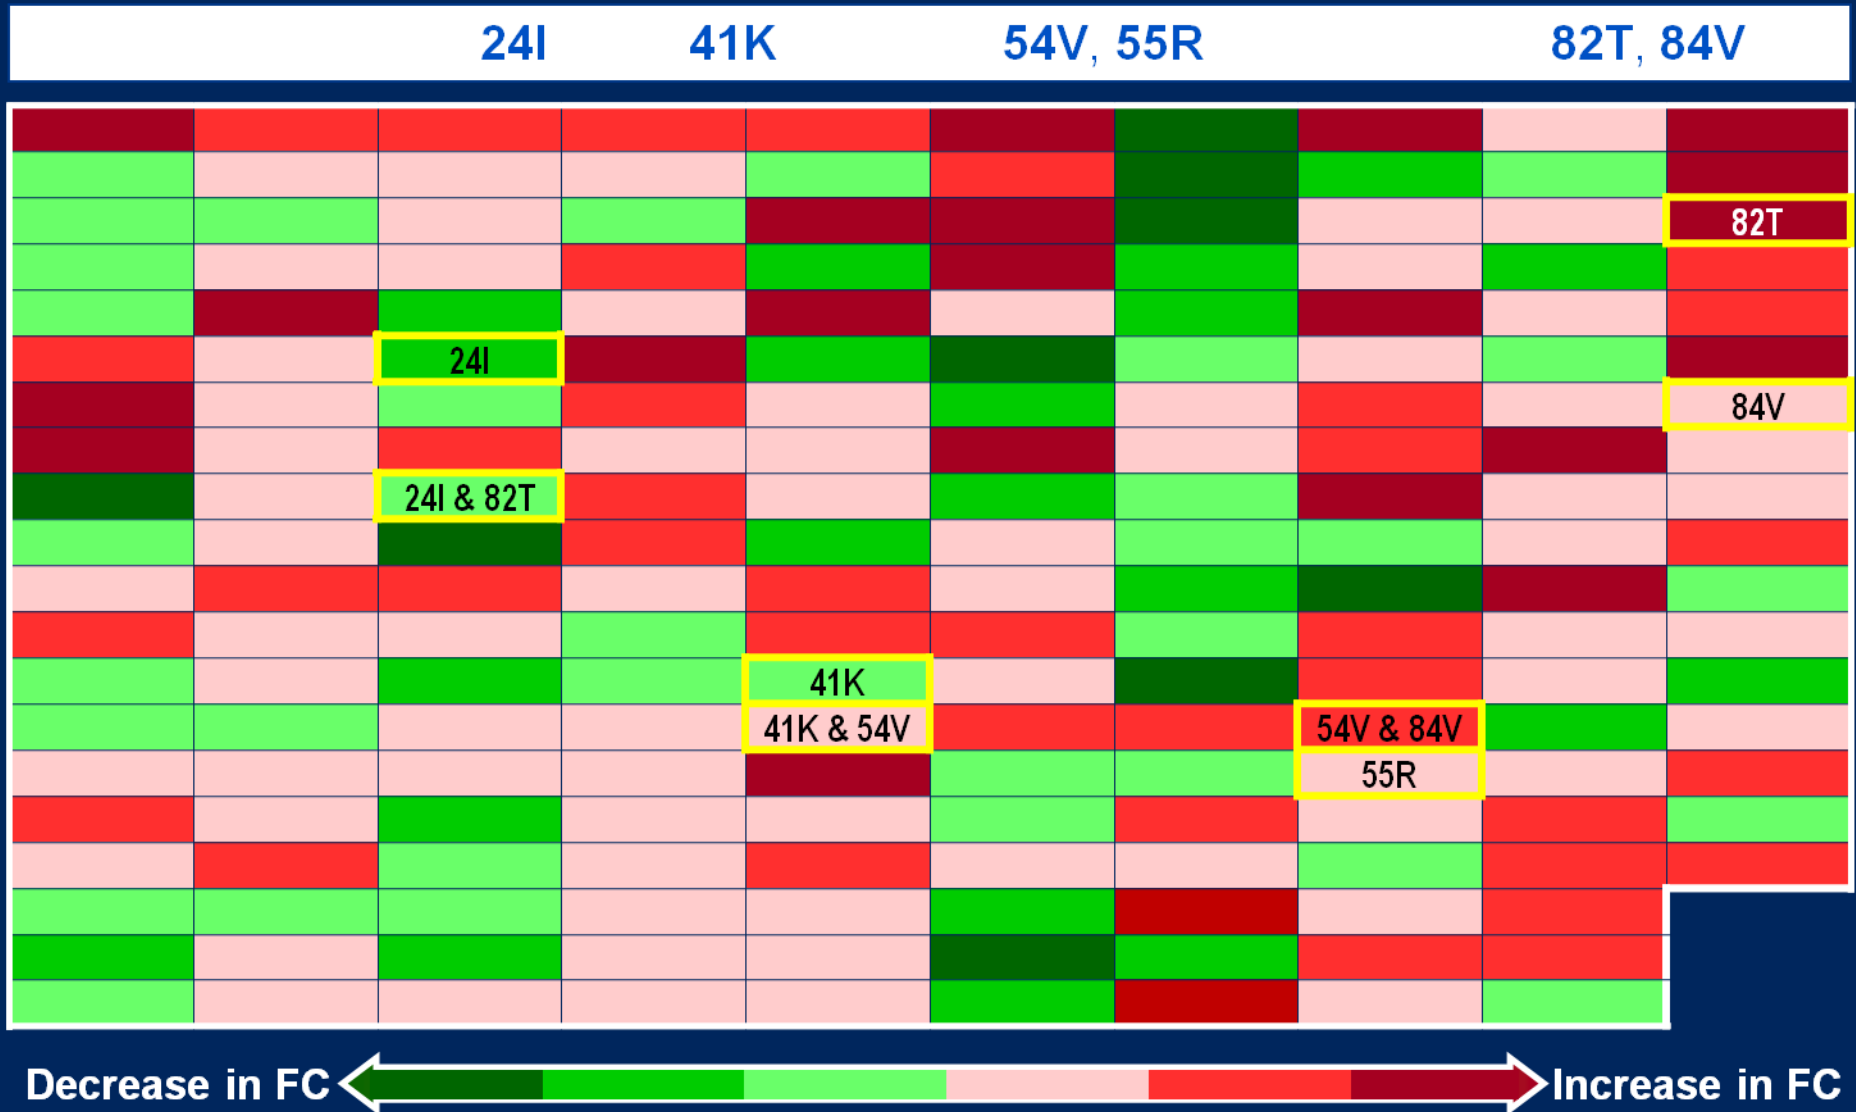 24I 41K 54V, 55R 82T, 84V
82T
24I
84V
24I & 82T
41K
41K & 54V 54V & 84V
55R
Decrease in FC Increase in FC